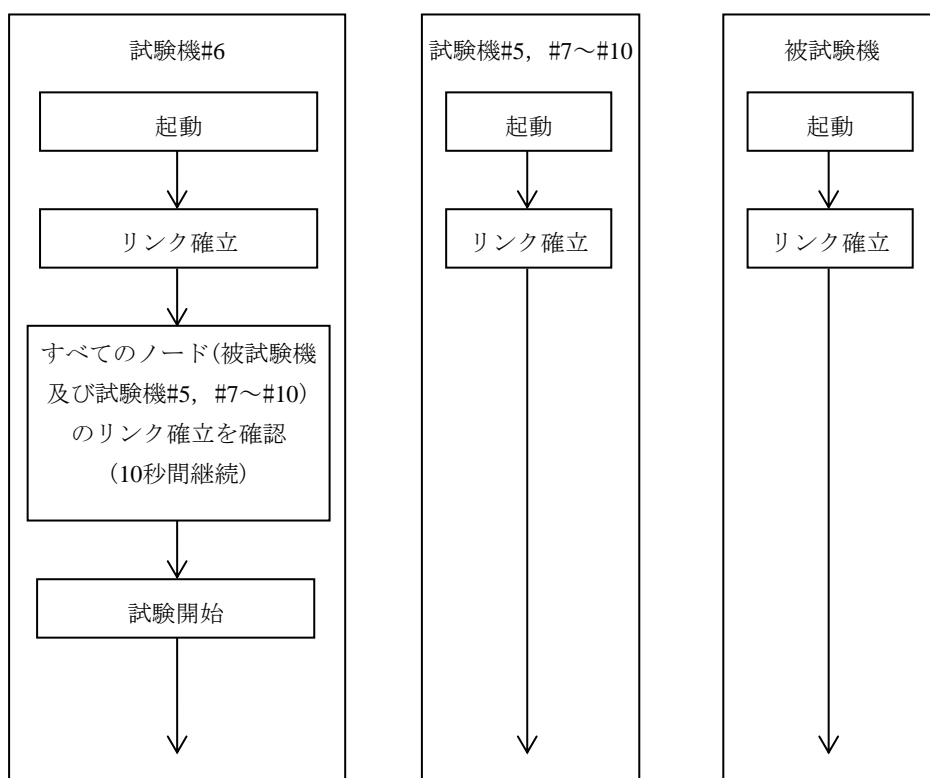 試験機#6
起動
リンク確立
すべてのノード(被試験機
及び試験機#5，#7～#10)
のリンク確立を確認
(10秒間継続)
試験開始
試験機#5，#7～#10
起動
リンク確立
被試験機
起動
リンク確立